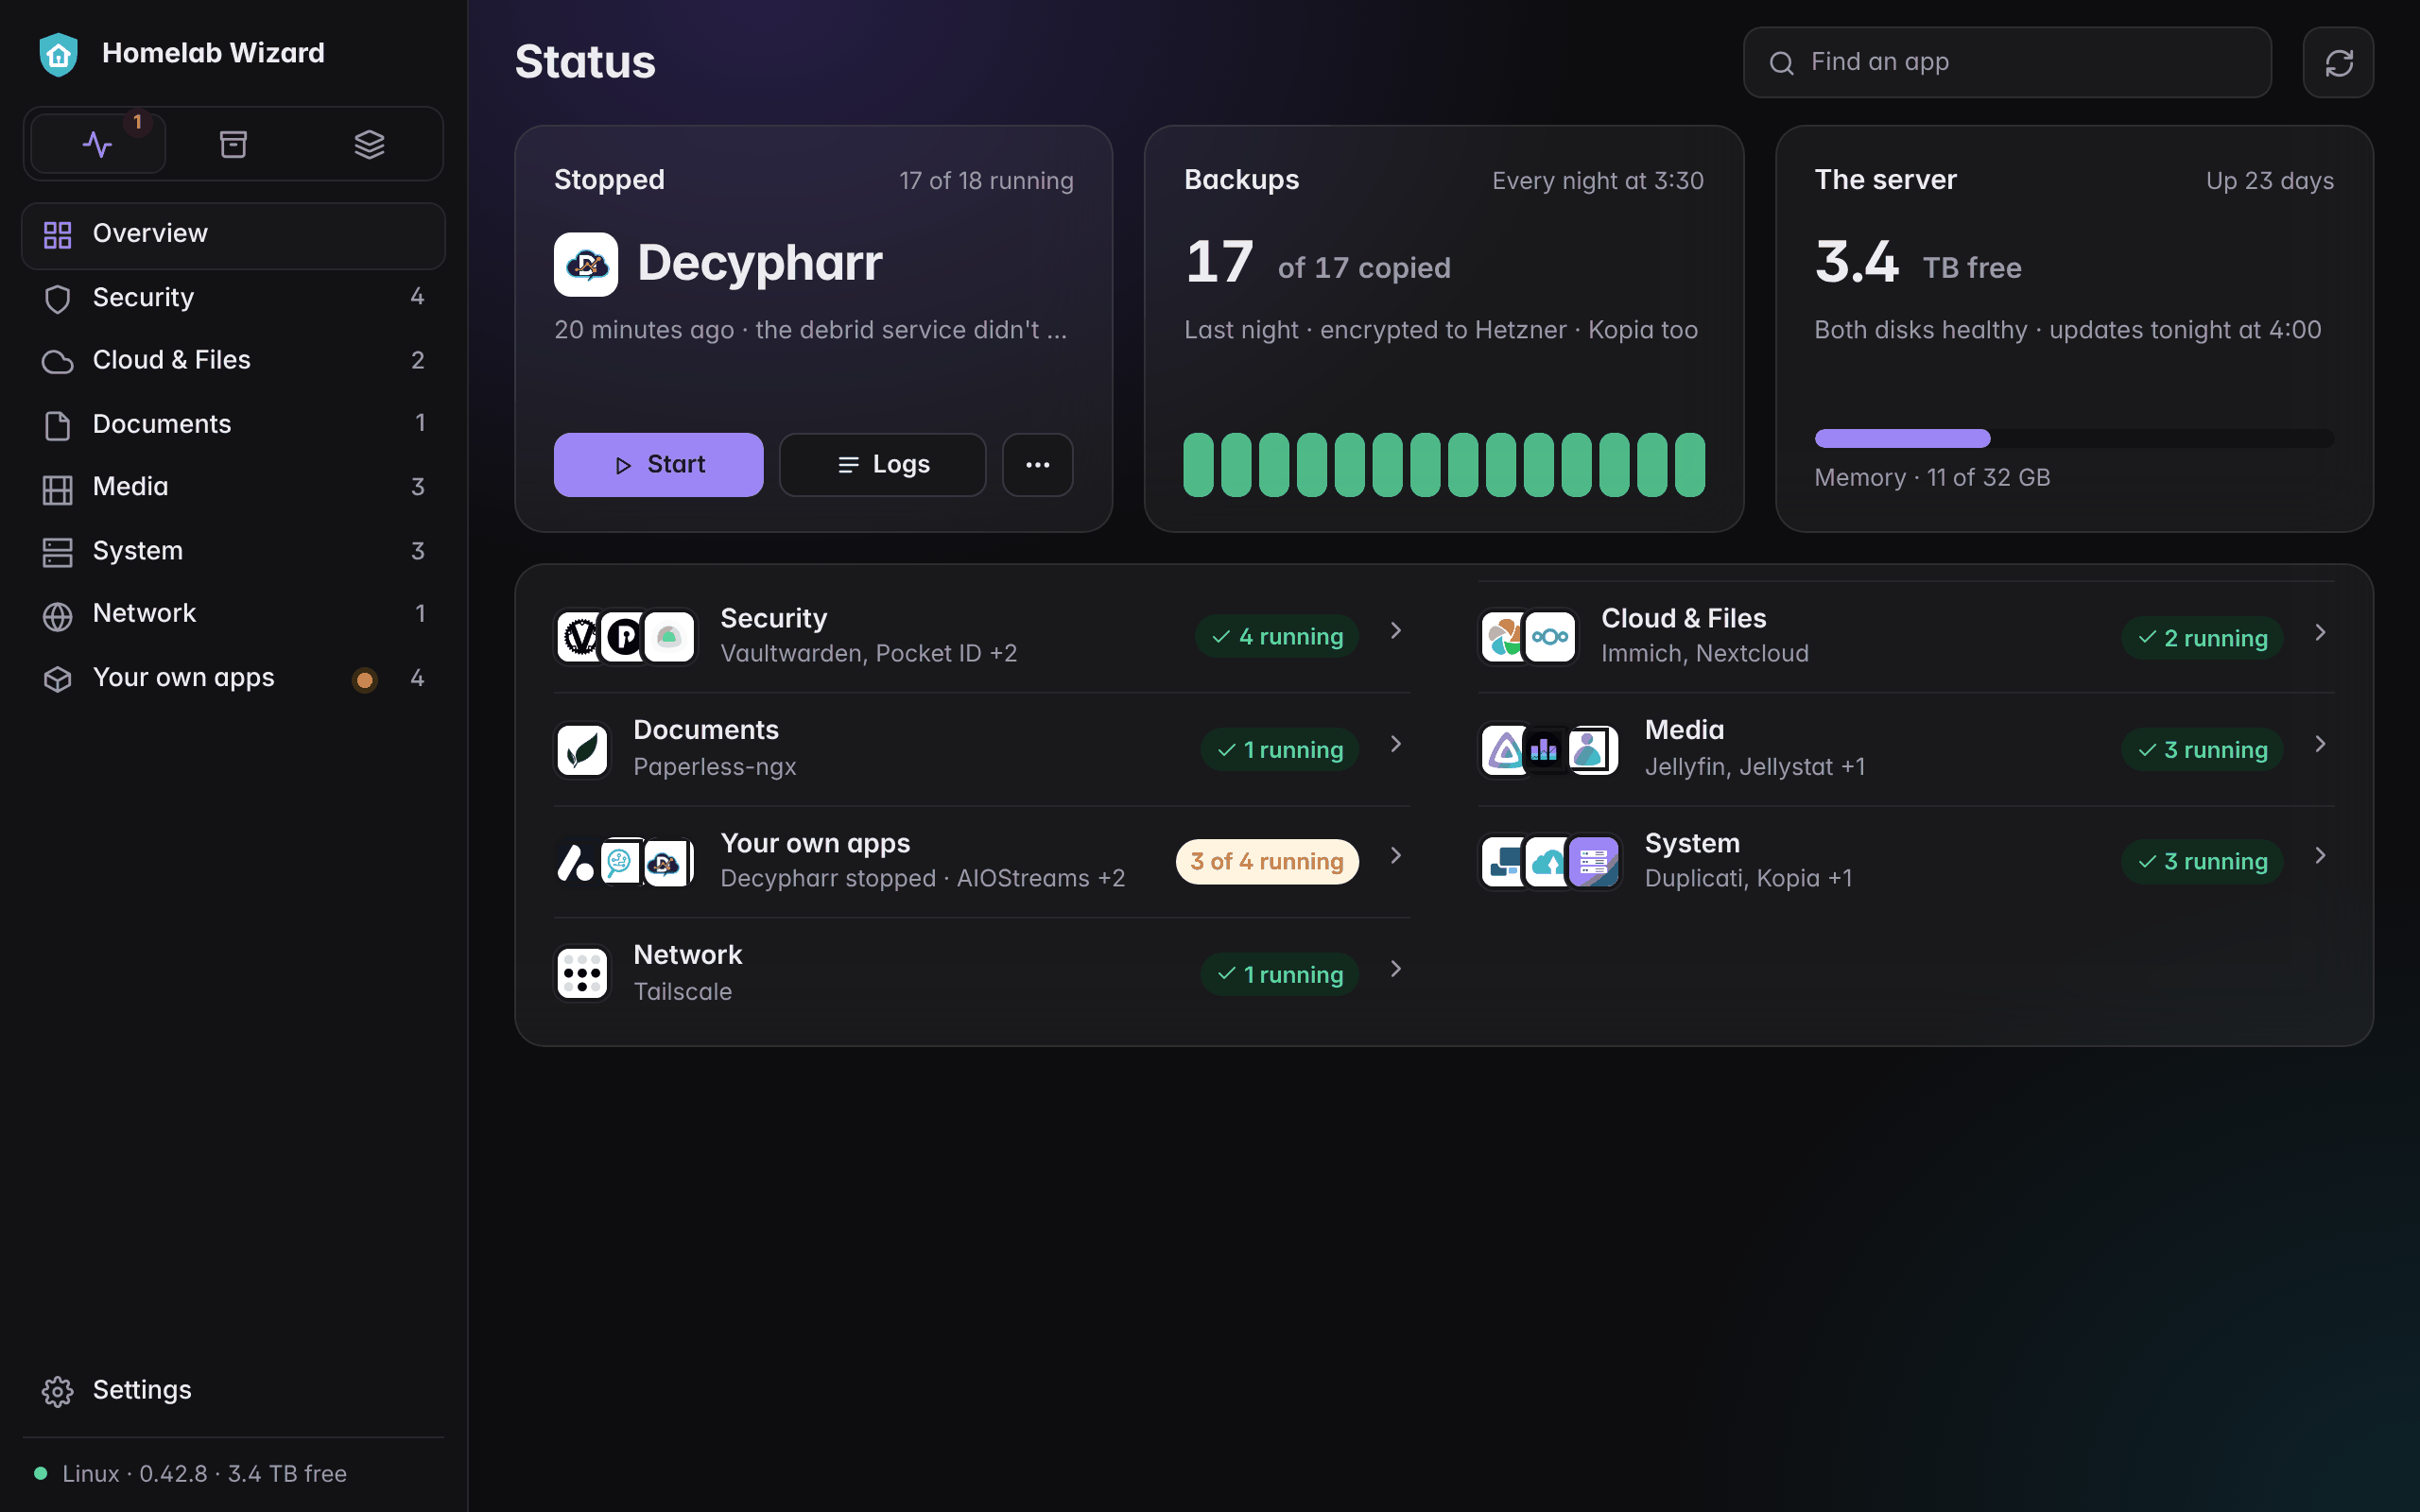 Homelab Wizard
1
Overview
Security 4
Cloud & Files 2
Documents 1
Media 3
System 3
Network 1
Your own apps 4
Settings
Linux · 0.42.8 · 3.4 TB free
Status
Find an app
Stopped 17 of 18 running
Decypharr
20 minutes ago · the debrid service didn't ...
Start Logs
Backups Every night at 3:30
17 of 17 copied
Last night · encrypted to Hetzner · Kopia too
The server Up 23 days
3.4 TB free
Both disks healthy · updates tonight at 4:00
Memory · 11 of 32 GB
Security
Vaultwarden, Pocket ID +2
4 running
Cloud & Files
Immich, Nextcloud
2 running
Documents
Paperless-ngx
1 running
Media
Jellyfin, Jellystat +1
3 running
Your own apps
Decypharr stopped · AIOStreams +2
3 of 4 running
System
Duplicati, Kopia +1
3 running
Network
Tailscale
1 running